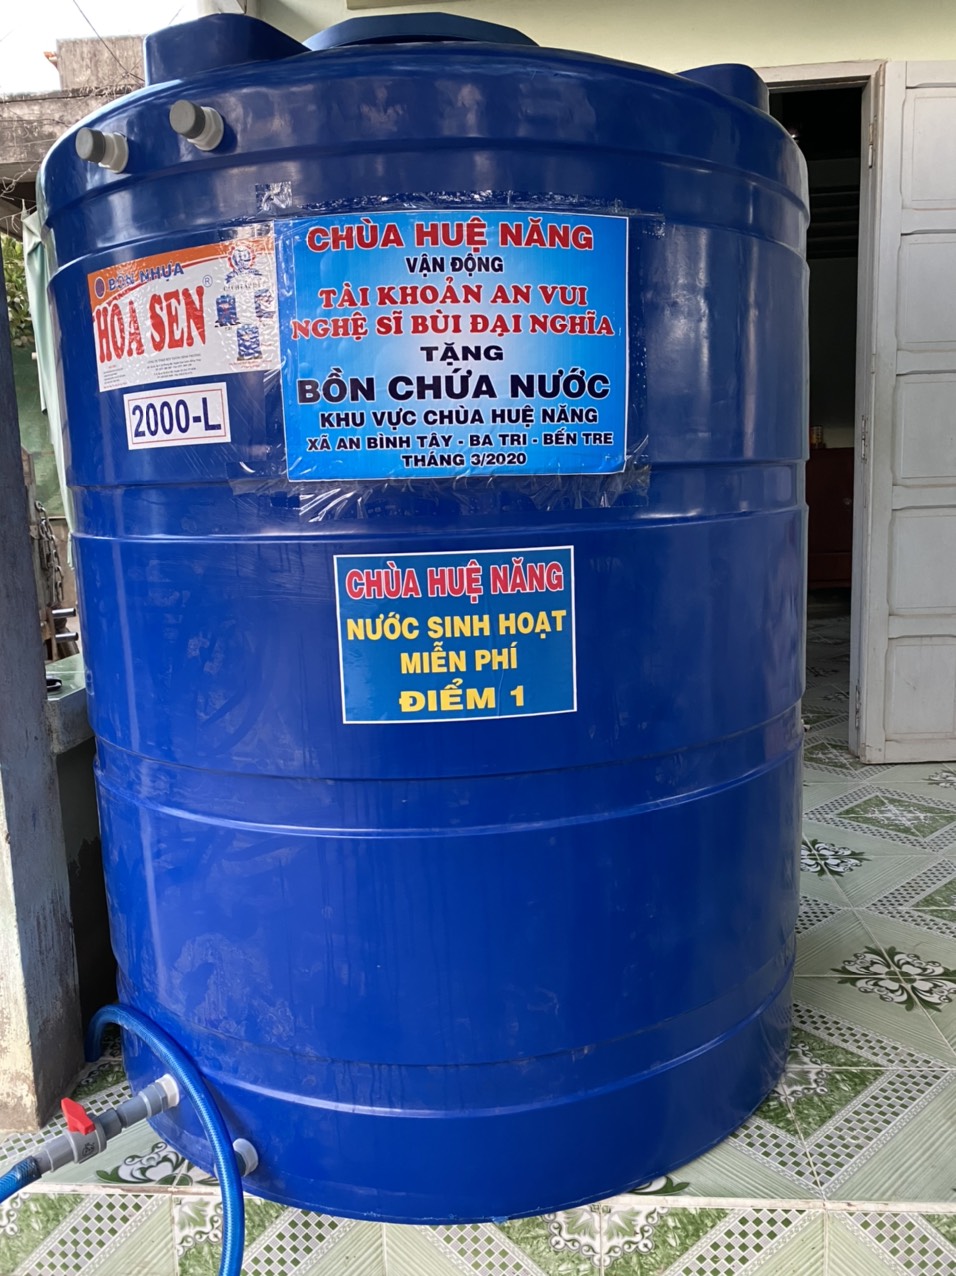 CHÙA HUỆ NĂNG
VẬN ĐỘNG
TÀI KHOẢN AN VUI
NGHỆ SĨ BÙI ĐẠI NGHĨA
TẶNG
BỒN CHỨA NƯỚC
KHU VỰC CHÙA HUỆ NĂNG
XÃ AN BÌNH TÂY - BA TRI - BẾN TRE
THÁNG 3/2020
BỒN NHỰA
HOA SEN®
2000-L
CHÙA HUỆ NĂNG
NƯỚC SINH HOẠT
MIỄN PHÍ
ĐIỂM 1